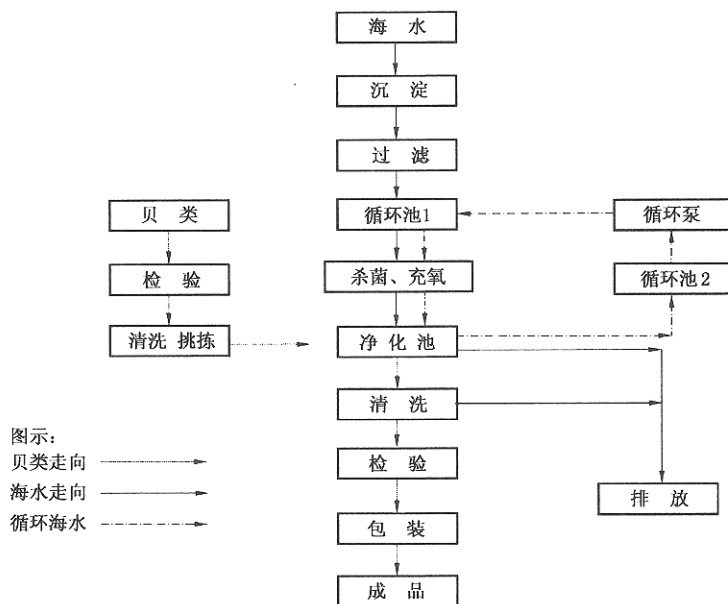 海 水
沉 淀
过 滤
贝 类
循环池1
循环泵
检 验
杀菌、充氧
循环池2
清洗 挑拣
净 化 池
清 洗
图示：
贝类走向
检 验
海水走向
排 放
循环海水
包 装
成 品